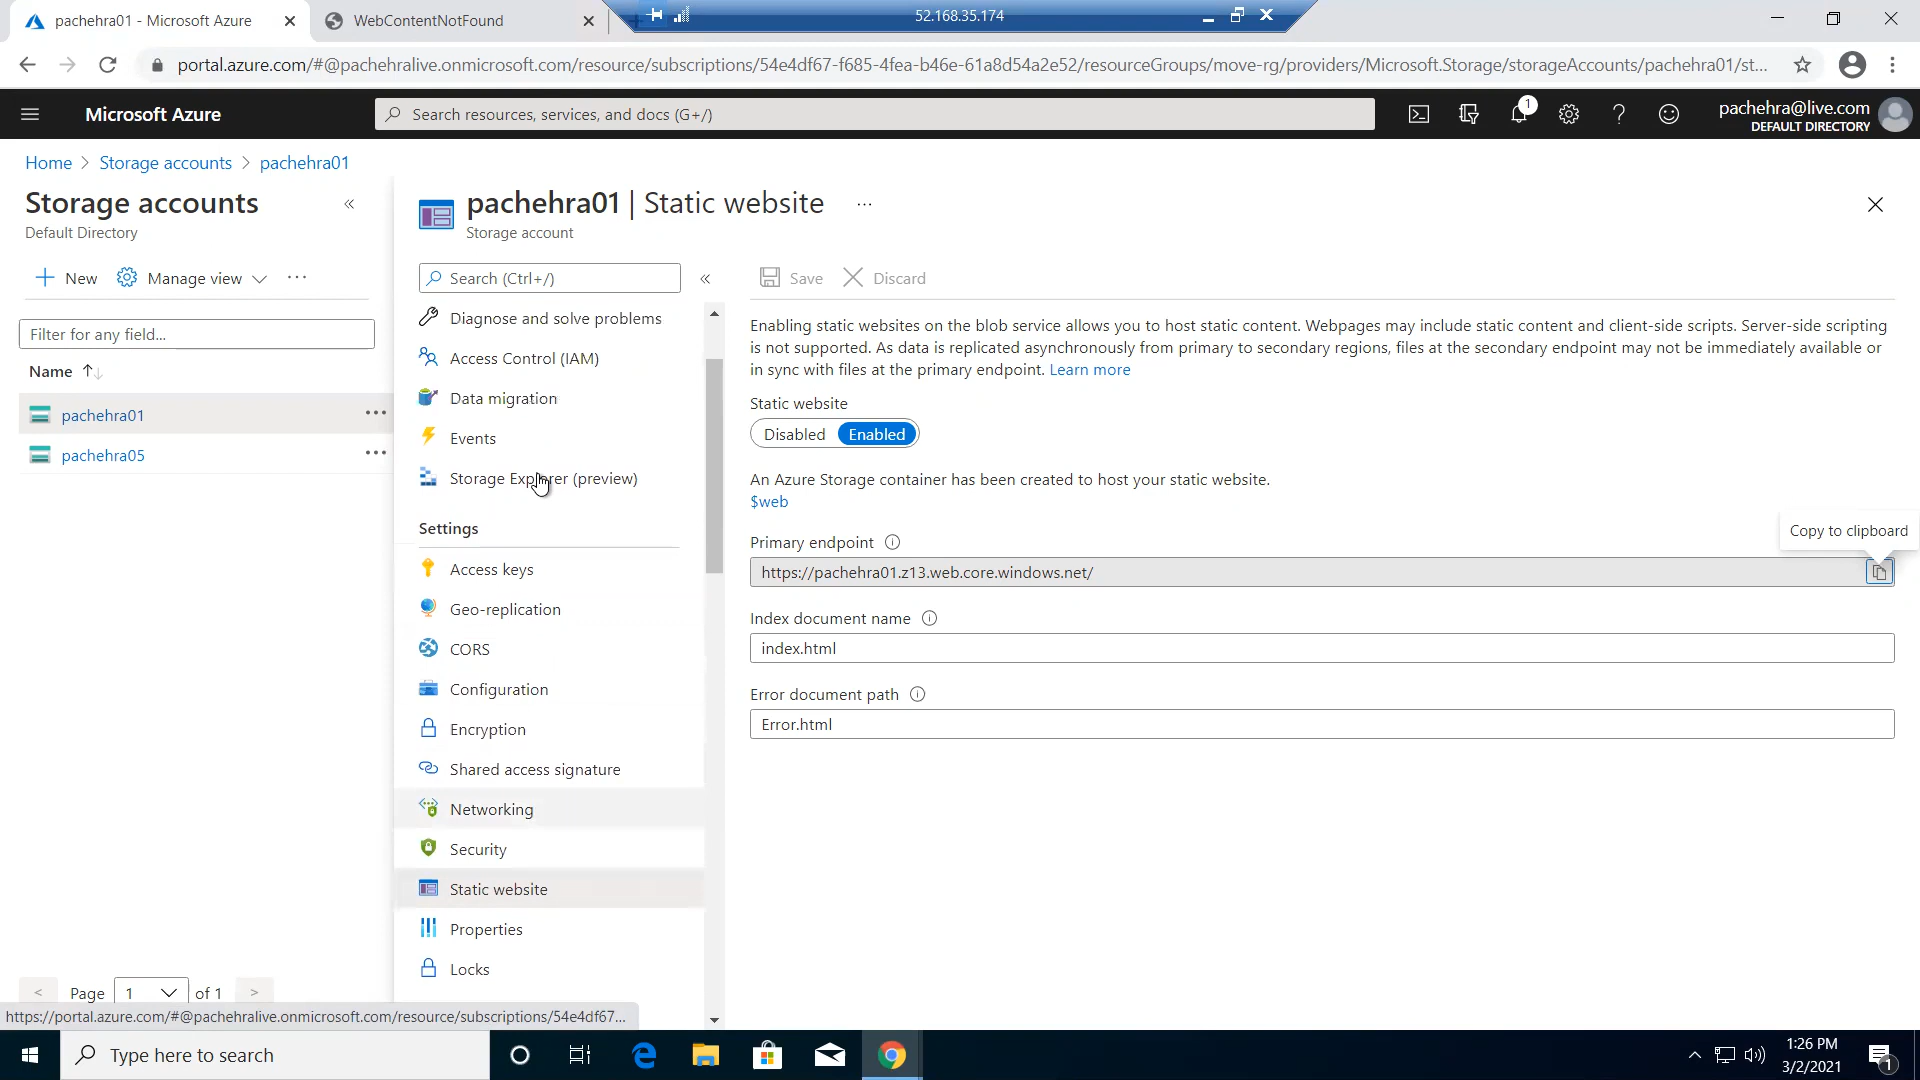 pachehra01 - Microsoft Azure
WebContentNotFound
52.168.35.174
portal.azure.com/#@pachehralive.onmicrosoft.com/resource/subscriptions/54e4df67-f685-4fea-b46e-61a8d54a2e52/resourceGroups/move-rg/providers/Microsoft.Storage/storageAccounts/pachehra01/st...
Microsoft Azure
Search resources, services, and docs (G+/)
1
pachehra@live.com
DEFAULT DIRECTORY
Home > Storage accounts > pachehra01
Storage accounts
Default Directory
New
Manage view
Filter for any field...
Name
pachehra01
pachehra05
Page 1 of 1
pachehra01 | Static website
Storage account
Search (Ctrl+/)
Diagnose and solve problems
Access Control (IAM)
Data migration
Events
Storage Explorer (preview)
Settings
Access keys
Geo-replication
CORS
Configuration
Encryption
Shared access signature
Networking
Security
Static website
Properties
Locks
Save
Discard
Enabling static websites on the blob service allows you to host static content. Webpages may include static content and client-side scripts. Server-side scripting
is not supported. As data is replicated asynchronously from primary to secondary regions, files at the secondary endpoint may not be immediately available or
in sync with files at the primary endpoint. Learn more
Static website
Disabled Enabled
An Azure Storage container has been created to host your static website.
$web
Primary endpoint
Copy to clipboard
https://pachehra01.z13.web.core.windows.net/
Index document name
index.html
Error document path
Error.html
https://portal.azure.com/#@pachehralive.onmicrosoft.com/resource/subscriptions/54e4df67...
Type here to search
1:26 PM
3/2/2021
1